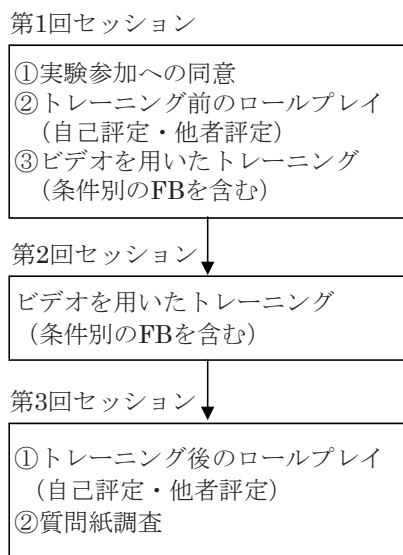 第1回セッション
①実験参加への同意
②トレーニング前のロールプレイ
（自己評定・他者評定）
③ビデオを用いたトレーニング
（条件別のFBを含む）
第2回セッション
ビデオを用いたトレーニング
（条件別のFBを含む）
第3回セッション
①トレーニング後のロールプレイ
（自己評定・他者評定）
②質問紙調査